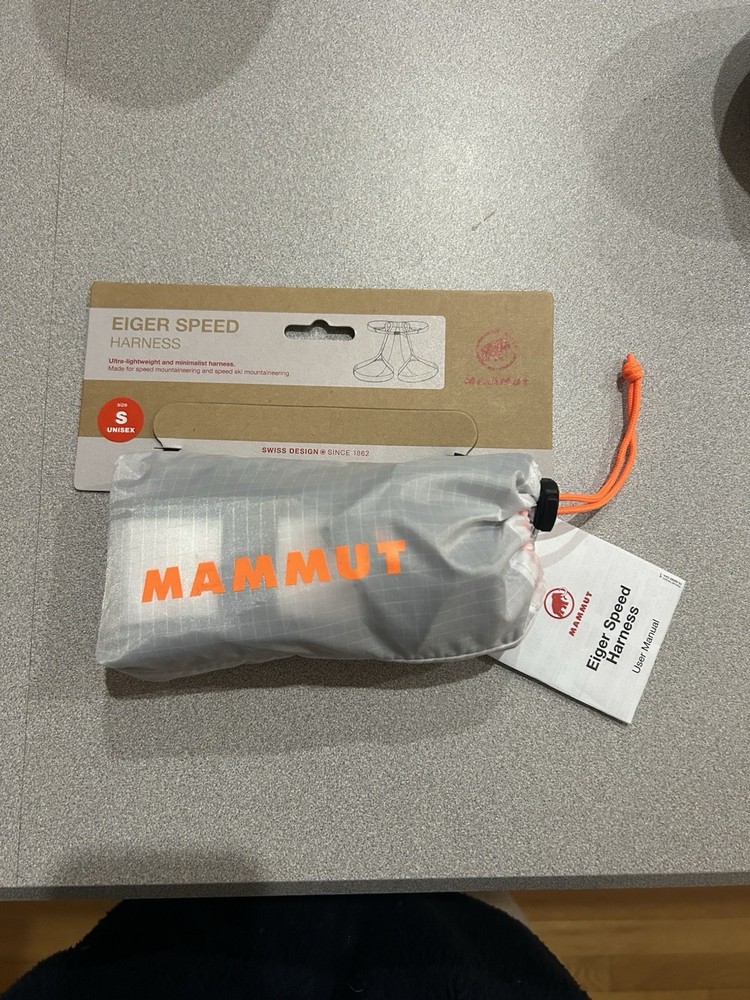 EIGER SPEED
HARNESS
Ultra-lightweight and minimalist harness.
Made for speed mountaineering and speed ski mountaineering
MAMMUT
SIZE
S
UNISEX
SWISS DESIGN SINCE 1862
MAMMUT
MAMMUT
Eiger Speed
Harness
User Manual